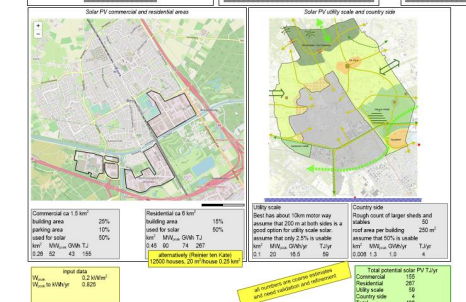 Solar PV commercial and residential areas
Solar PV utility scale and country side
Commercial ca 1.5 km²
building area 25%
parking area 10%
used for solar 50%
km² MWpeak GWh TJ
0.26 52 43 155
Residential ca 6 km²
building area 15%
used for solar 50%
km² MWpeak GWh TJ
0.45 90 74 267
alternatively (Reinier ten Kate)
12500 houses, 20 m²/house 0.25 km²
Utility scale
Best has about 10km motor way
assume that 200 m at both sides is a
good option for utility scale solar.
assume that only 2.5% is usable
km² MWpeak GWh/yr TJ/yr
0.1 20 16.5 59
Country side
Rough count of larger sheds and
stables 50
roof area per building 250 m²
assume that 50% is usable
km² MWpeak GWh/yr TJ/yr
0.006 1.3 1.0 4
input data
Wpeak 0.2 kW/m²
Wpeak to kWh/yr 0.825
all numbers are coarse estimates
and need validation and refinement
Total potential solar PV TJ/yr
Commercial 155
Residential 267
Utility scale 59
Country side 4